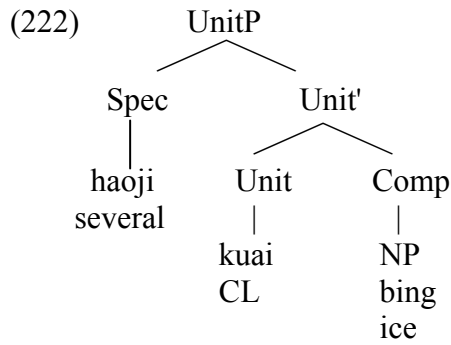 (222) UnitP
Spec Unit'
haoji Unit Comp
several
kuai NP
CL bing
ice